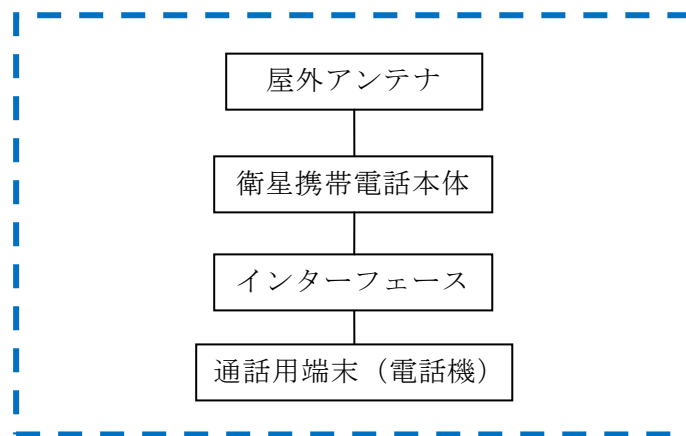 屋外アンテナ
衛星携帯電話本体
インターフェース
通話用端末（電話機）